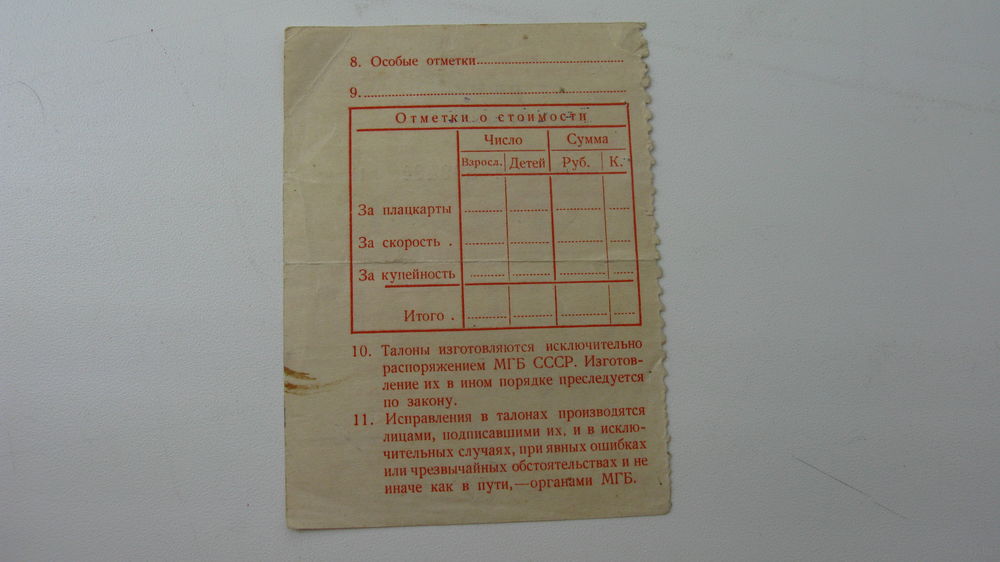 8. Особые отметки
9.
Отметки о стоимости
Число Сумма
Взросл. Детей Руб. К.
За плацкарты
За скорость .
За купейность
Итого .
10. Талоны изготовляются исключительно
распоряжением МГБ СССР. Изготов-
ление их в ином порядке преследуется
по закону.
11. Исправления в талонах производятся
лицами, подписавшими их, и в исклю-
чительных случаях, при явных ошибках
или чрезвычайных обстоятельствах и не
иначе как в пути,—органами МГБ.